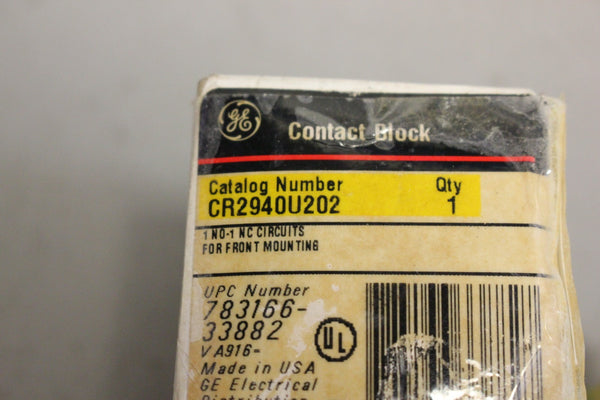 GE Contact Block
Catalog Number Qty
CR2940U202 1
1 NO-1 NC CIRCUITS
FOR FRONT MOUNTING
UPC Number
783166-
33882
VA916-
UL
Made in USA
GE Electrical
Distribution